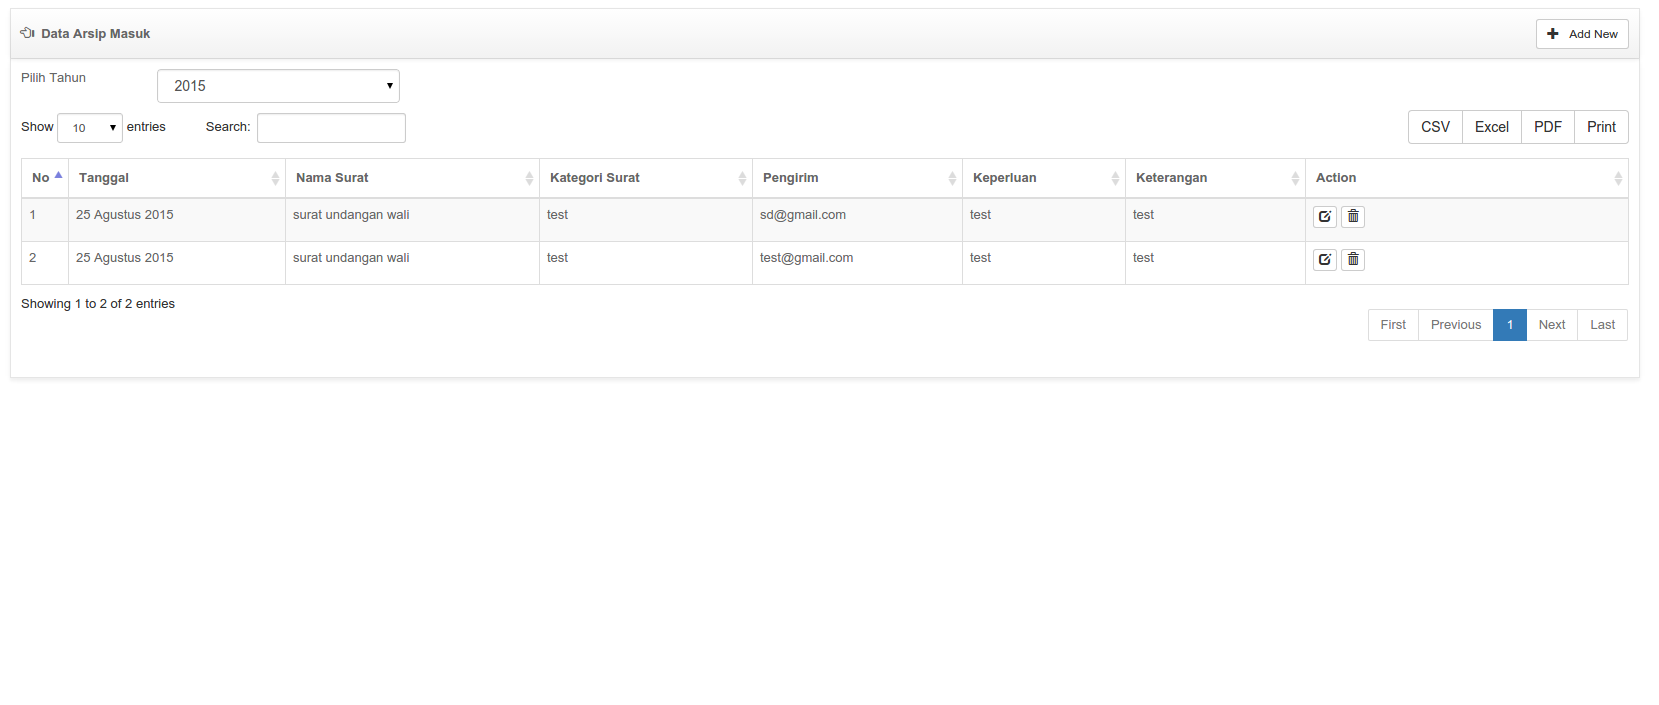 Data Arsip Masuk Add New
Pilih Tahun 2015
Show 10 entries Search: CSV Excel PDF Print
No Tanggal Nama Surat Kategori Surat Pengirim Keperluan Keterangan Action
1 25 Agustus 2015 surat undangan wali test sd@gmail.com test test
2 25 Agustus 2015 surat undangan wali test test@gmail.com test test
Showing 1 to 2 of 2 entries
First Previous 1 Next Last